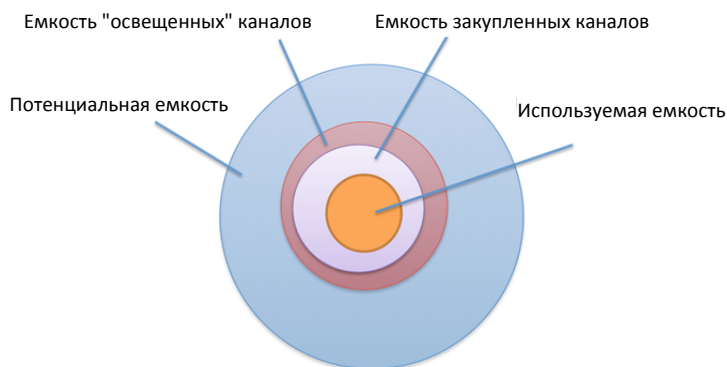 Емкость "освещенных" каналов
Емкость закупленных каналов
Потенциальная емкость
Используемая емкость